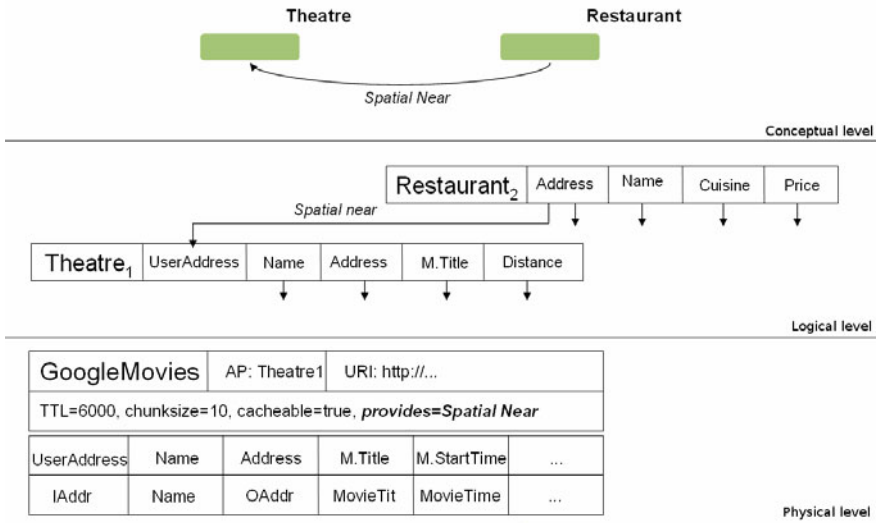 Theatre Restaurant
Spatial Near
Conceptual level
Restaurant2 Address Name Cuisine Price
Spatial near
Theatre1 UserAddress Name Address M.Title Distance
Logical level
GoogleMovies AP: Theatre1 URI: http://...
TTL=6000, chunksize=10, cacheable=true, provides=Spatial Near
UserAddress Name Address M.Title M.StartTime ...
IAddr Name OAddr MovieTit MovieTime ...
Physical level